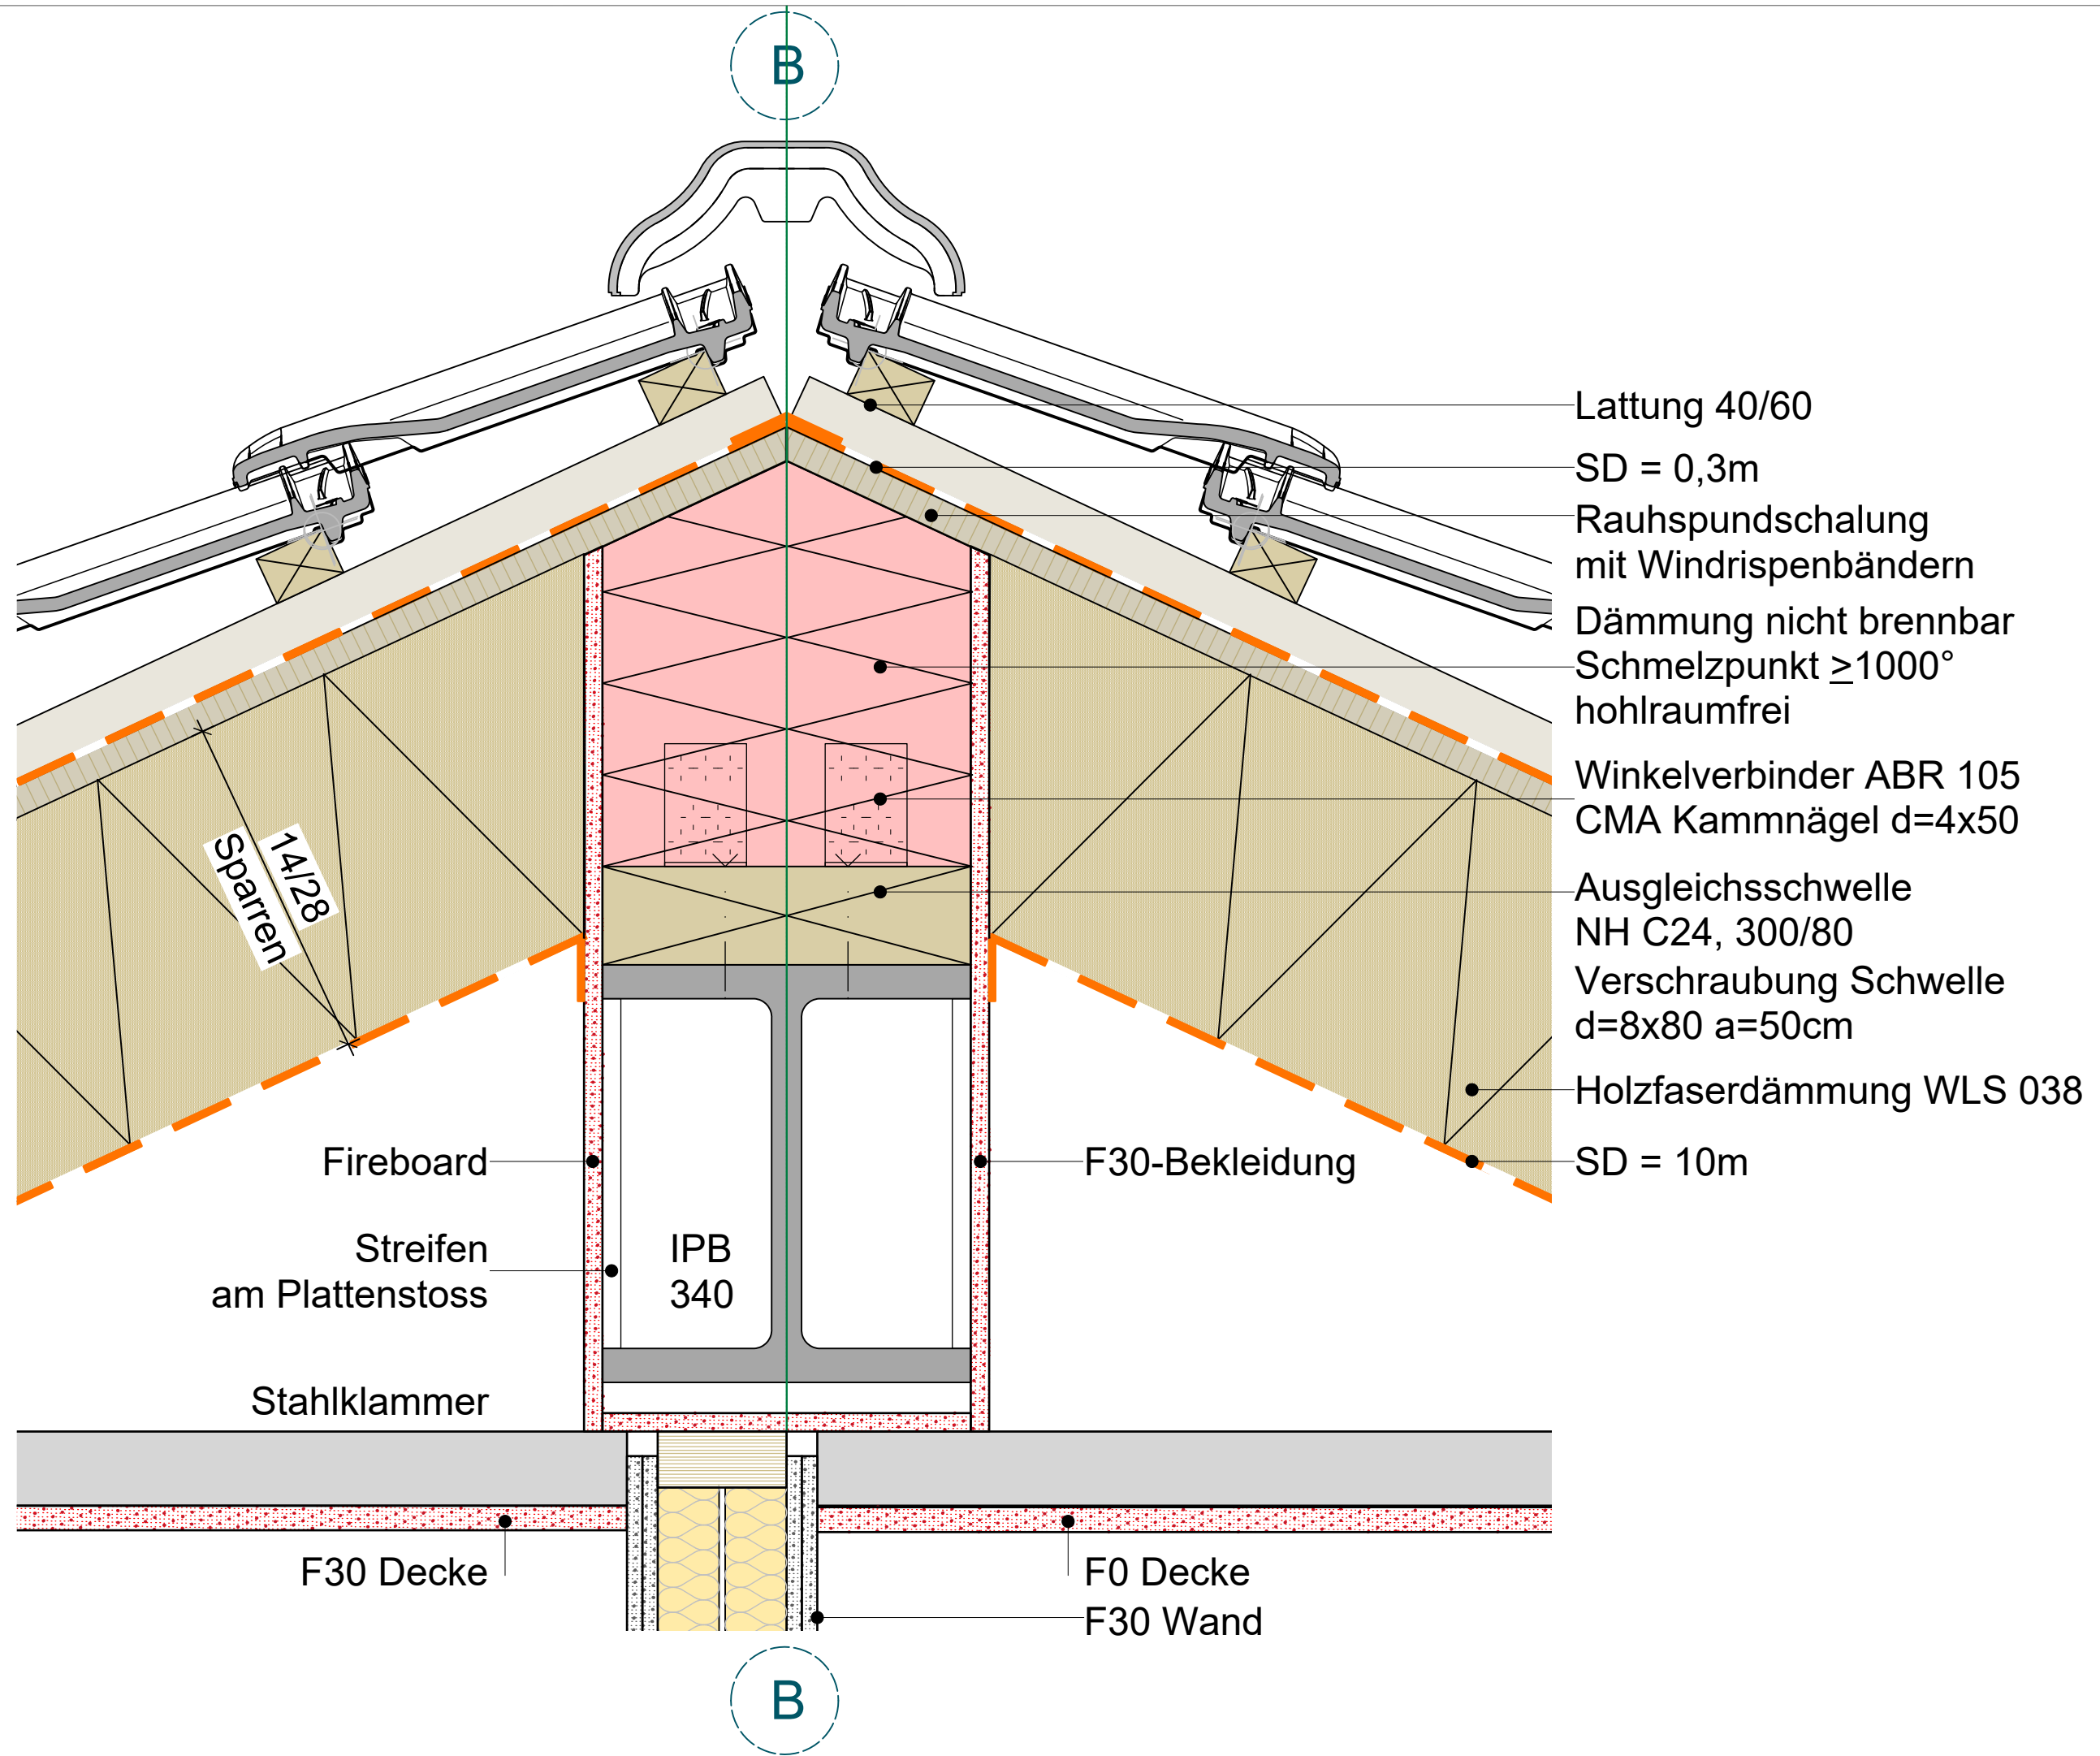 B
Lattung 40/60
SD = 0,3m
Rauhspundschalung
mit Windrispenbändern
Dämmung nicht brennbar
Schmelzpunkt ≥1000°
hohlraumfrei
Winkelverbinder ABR 105
CMA Kammnägel d=4x50
14/28
Sparren
Ausgleichsschwelle
NH C24, 300/80
Verschraubung Schwelle
d=8x80 a=50cm
Holzfaserdämmung WLS 038
Fireboard
F30-Bekleidung
SD = 10m
Streifen
am Plattenstoss
IPB
340
Stahlklammer
F30 Decke
F0 Decke
F30 Wand
B